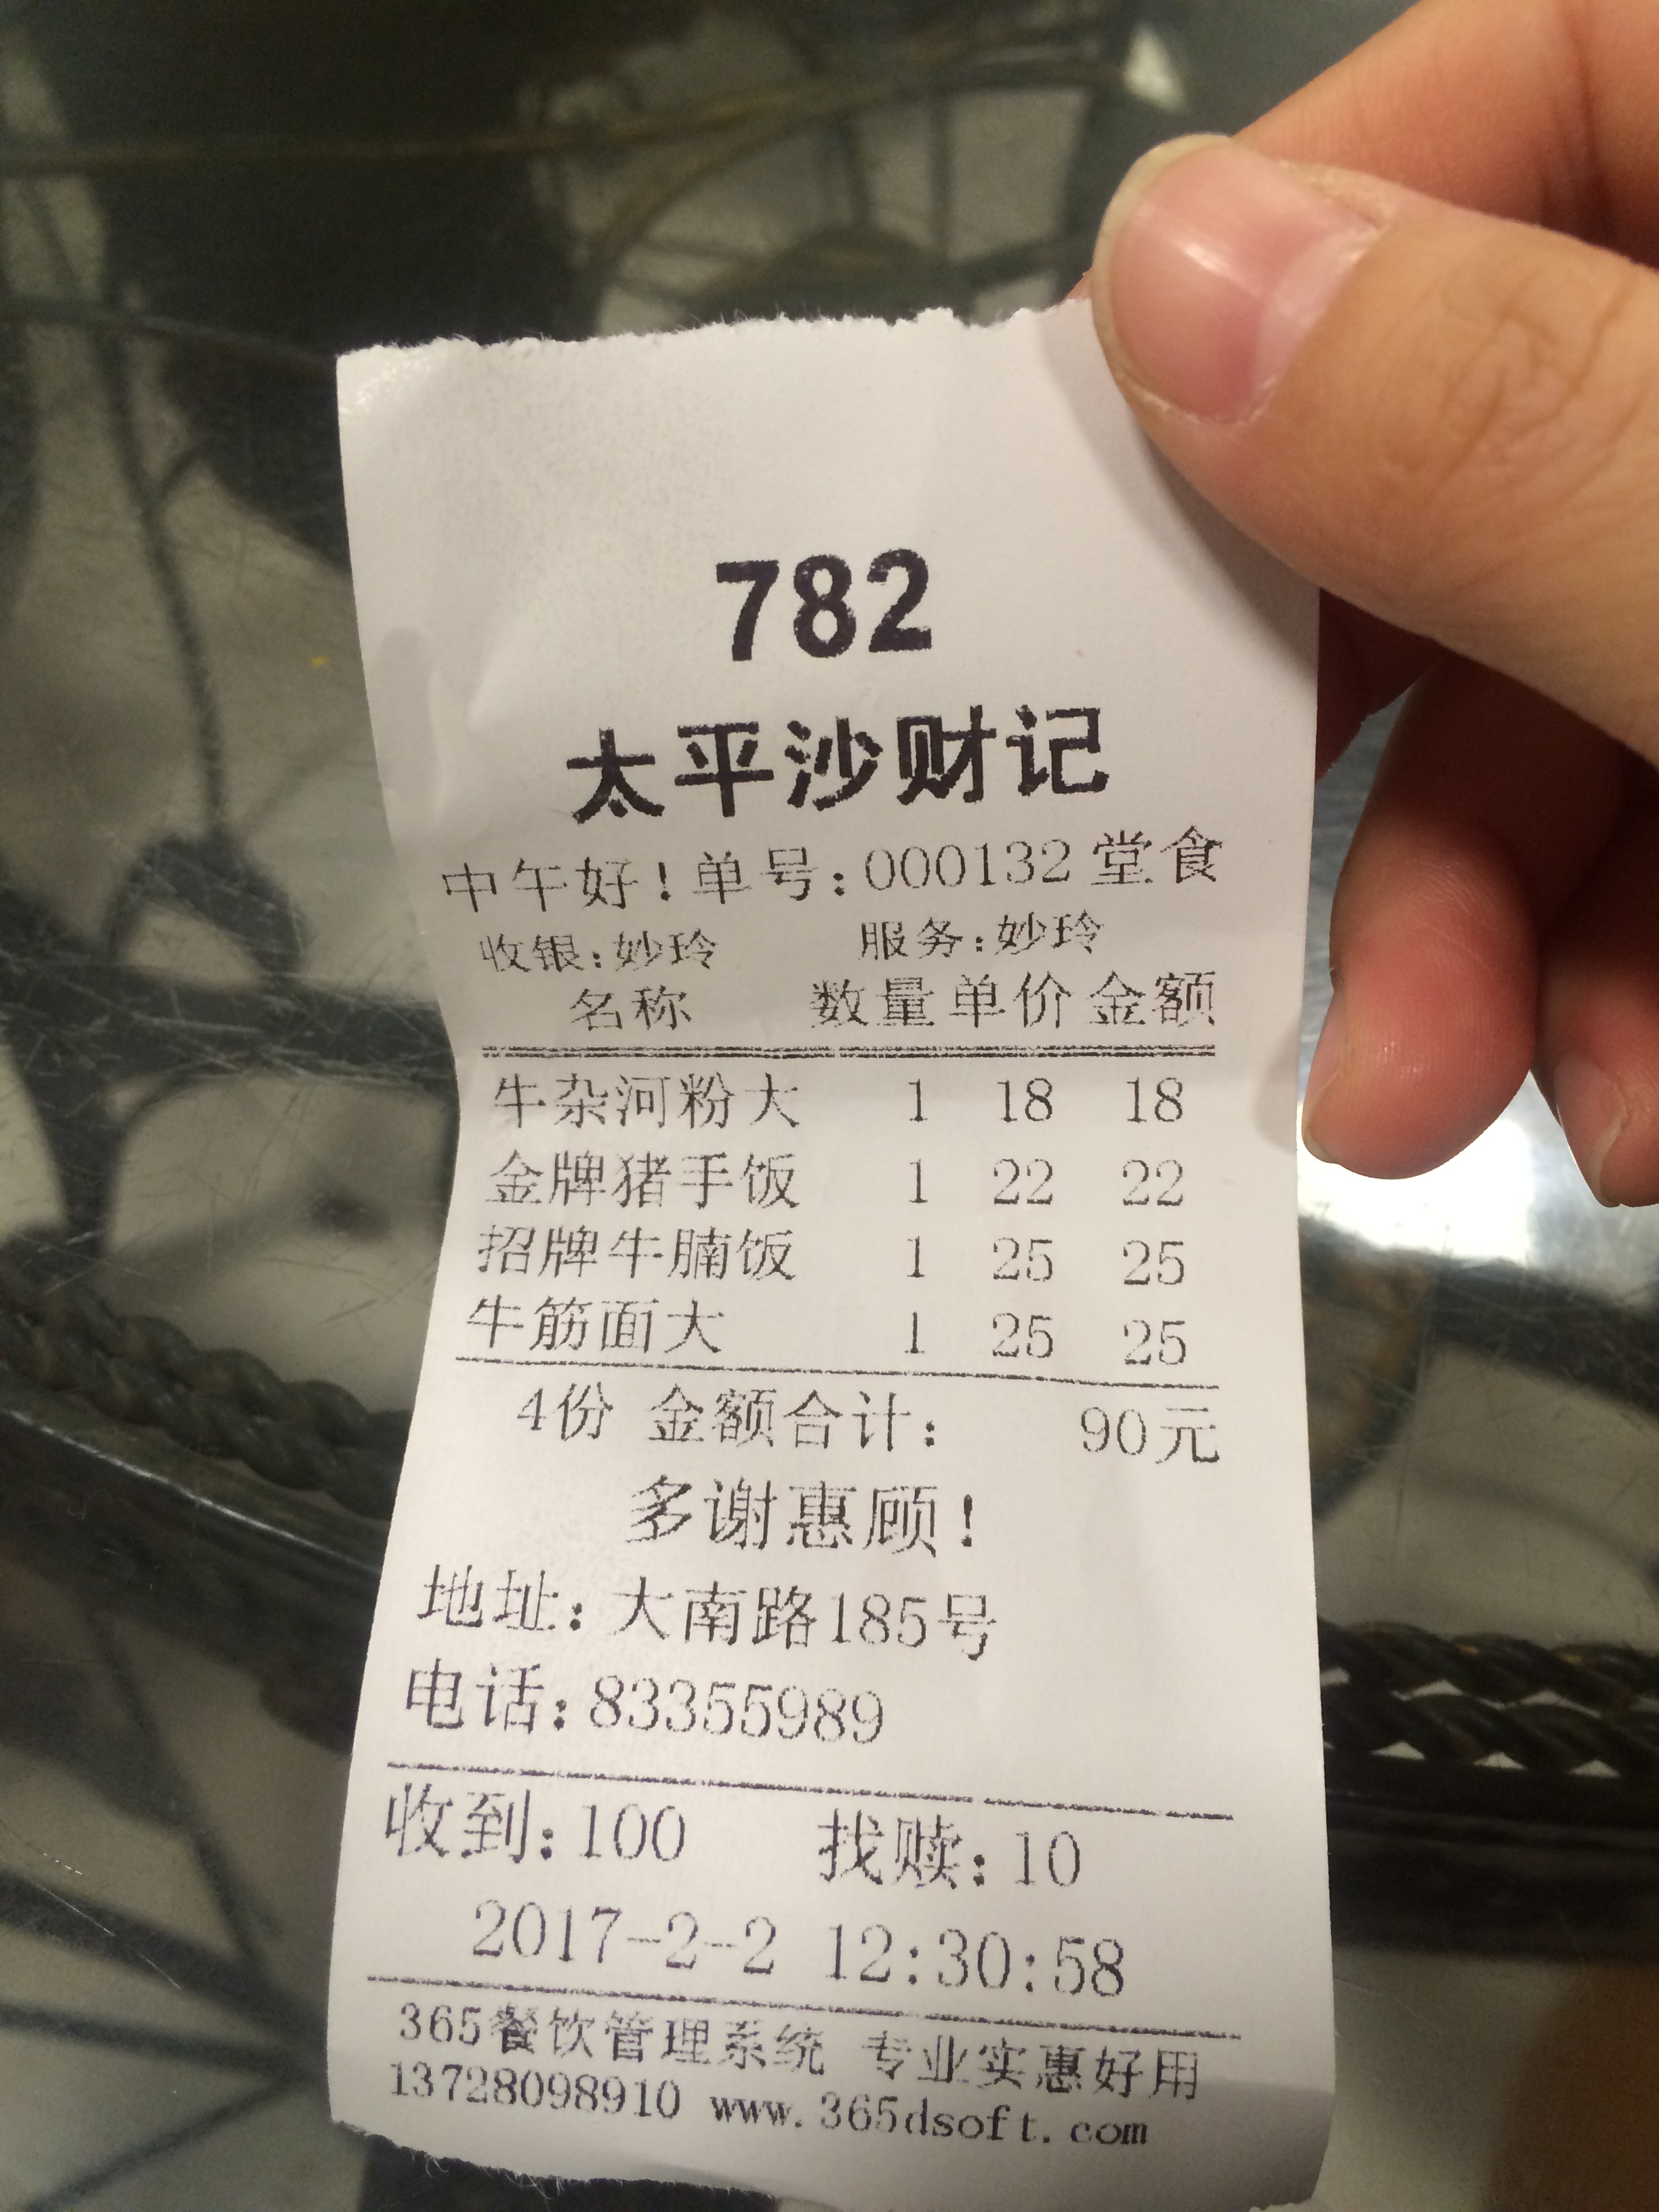 782
太平沙财记
中午好!单号:000132 堂食
收银:妙玲 服务:妙玲
名称 数量 单价 金额
牛杂河粉大 1 18 18
金牌猪手饭 1 22 22
招牌牛腩饭 1 25 25
牛筋面大 1 25 25
4份 金额合计: 90元
多谢惠顾!
地址:大南路185号
电话:83355989
收到:100 找赎:10
2017-2-2 12:30:58
365餐饮管理系统 专业实惠好用
13728098910 www.365dsoft.com